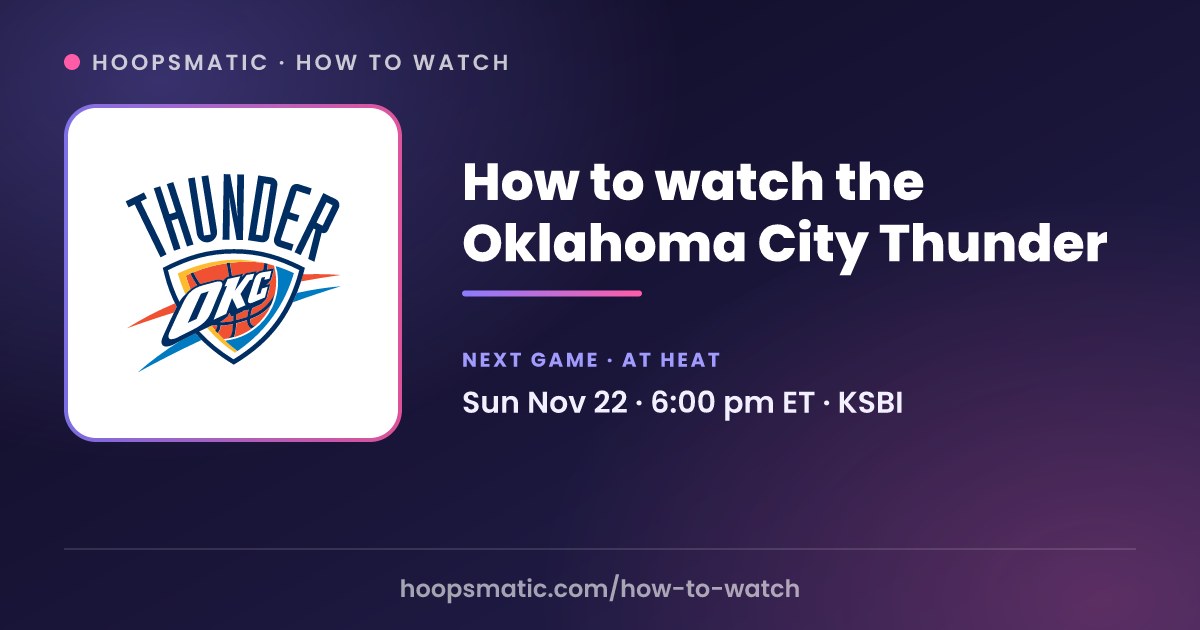 HOOPSMATIC · HOW TO WATCH
THUNDER
OKC
How to watch the
Oklahoma City Thunder
NEXT GAME · AT HEAT
Sun Nov 22 · 6:00 pm ET · KSBI
hoopsmatic.com/how-to-watch